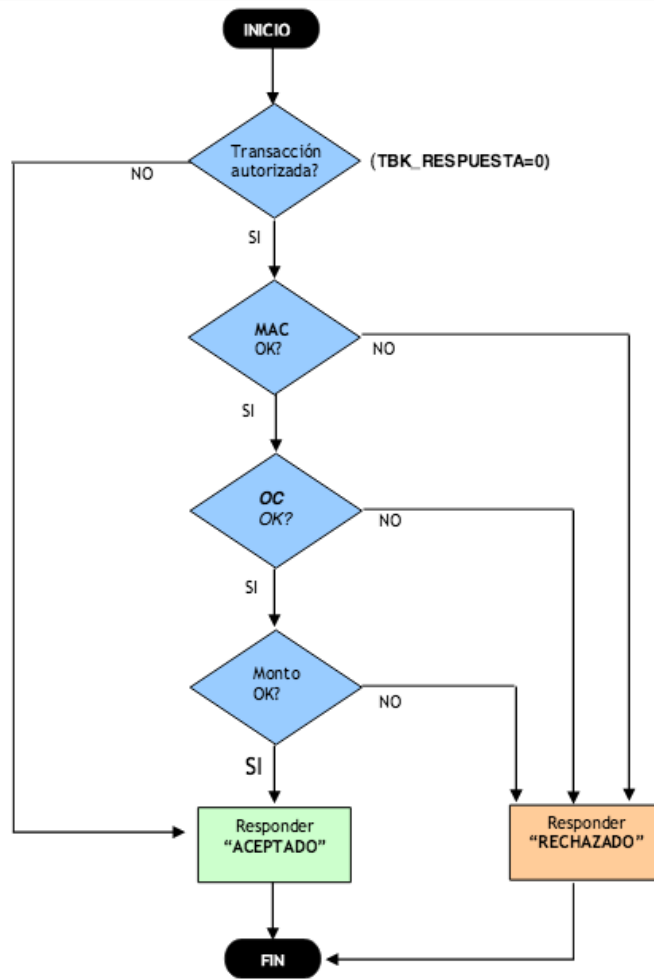 INICIO
Transacción
autorizada?
(TBK_RESPUESTA=0)
NO
SI
MAC
OK?
NO
SI
OC
OK?
NO
SI
Monto
OK?
NO
SI
Responder
“ACEPTADO”
Responder
“RECHAZADO”
FIN